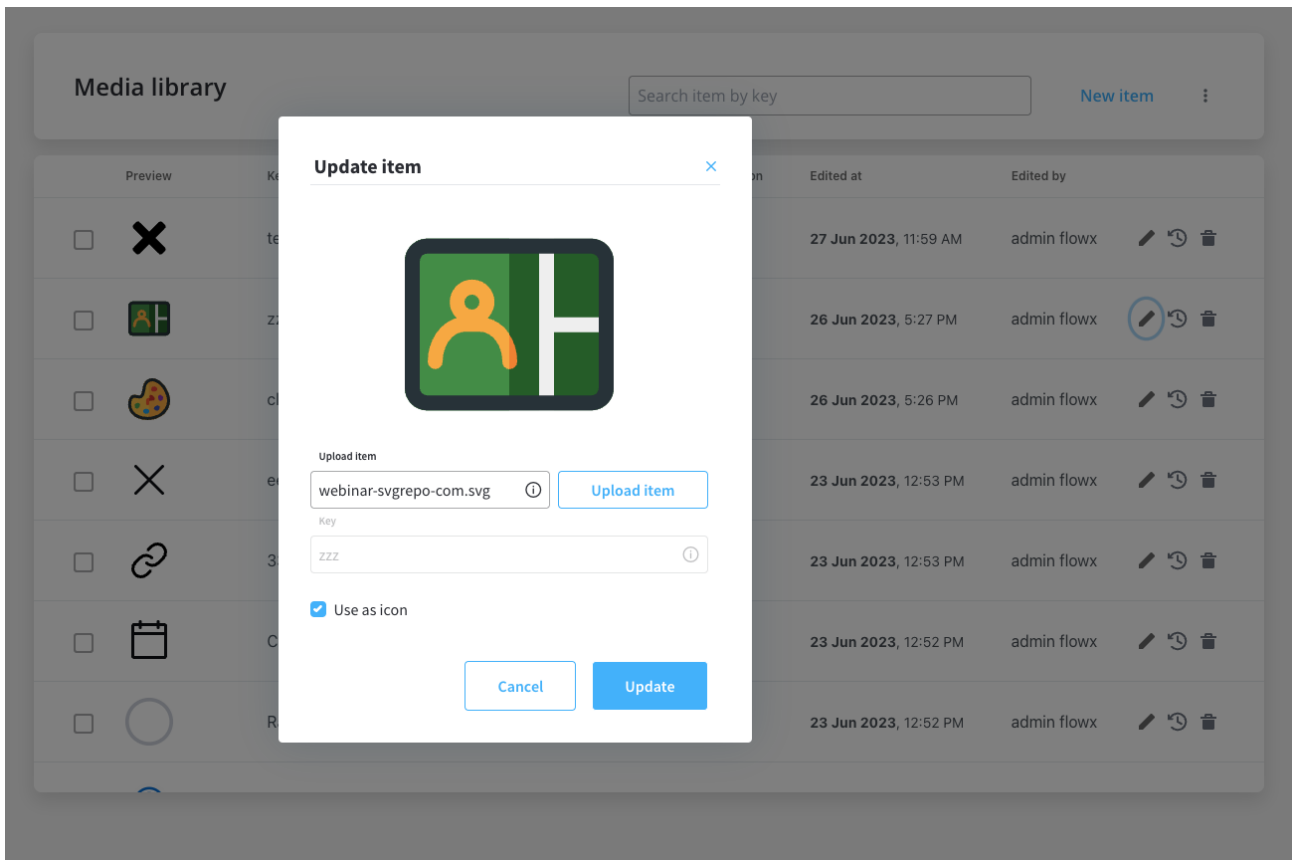 Media library
Search item by key
New item
Update item
Preview
Edited at
Edited by
27 Jun 2023, 11:59 AM
admin flowx
26 Jun 2023, 5:27 PM
admin flowx
26 Jun 2023, 5:26 PM
admin flowx
Upload item
23 Jun 2023, 12:53 PM
admin flowx
webinar-svgrepo-com.svg
Upload item
Key
zzz
23 Jun 2023, 12:53 PM
admin flowx
Use as icon
23 Jun 2023, 12:52 PM
admin flowx
Cancel
Update
23 Jun 2023, 12:52 PM
admin flowx